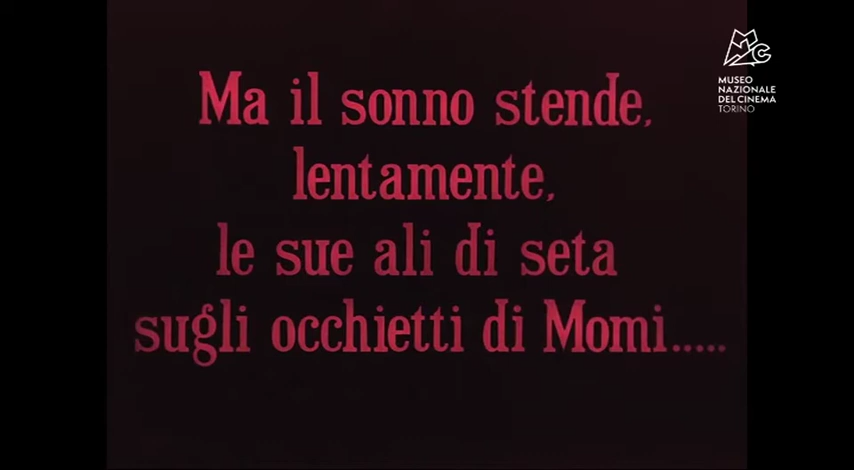 Ma il sonno stende,
lentamente,
le sue ali di seta
sugli occhietti di Momi.....
MUSEO
NAZIONALE
DEL CINEMA
TORINO